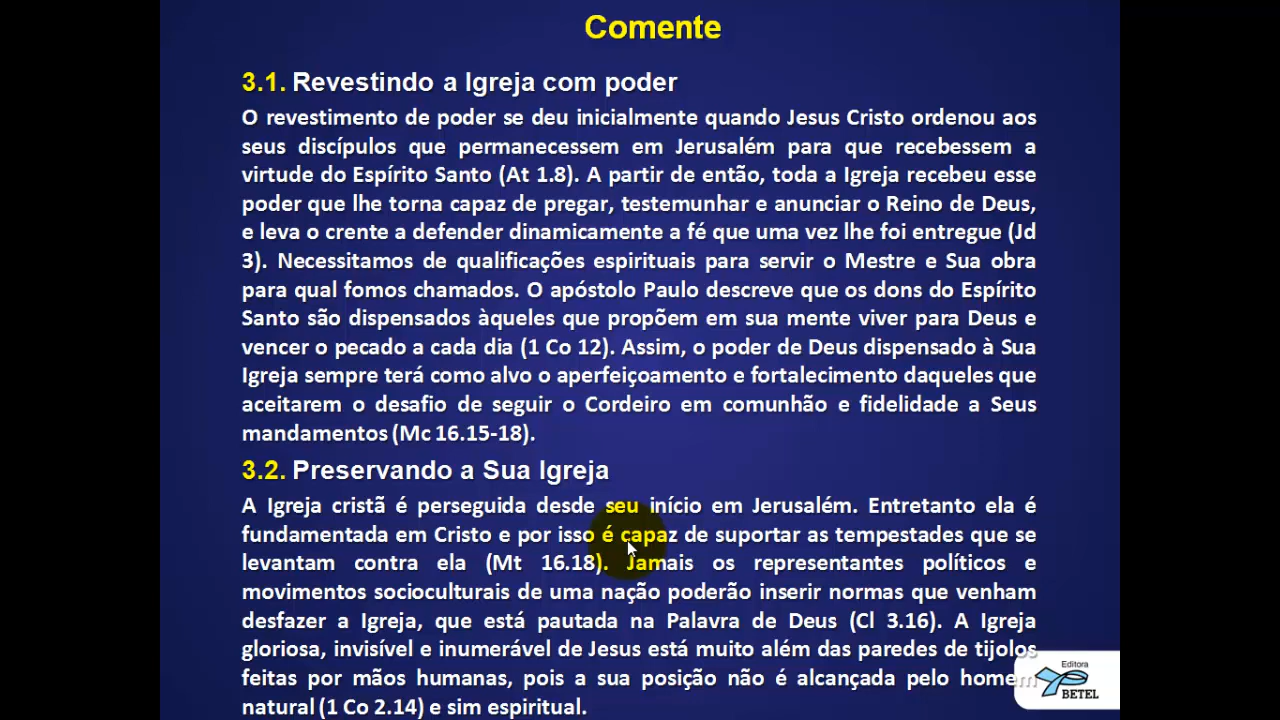 Comente
3.1. Revestindo a Igreja com poder
O revestimento de poder se deu inicialmente quando Jesus Cristo ordenou aos
seus discípulos que permanecessem em Jerusalém para que recebessem a
virtude do Espírito Santo (At 1.8). A partir de então, toda a Igreja recebeu esse
poder que lhe torna capaz de pregar, testemunhar e anunciar o Reino de Deus,
e leva o crente a defender dinamicamente a fé que uma vez lhe foi entregue (Jd
3). Necessitamos de qualificações espirituais para servir o Mestre e Sua obra
para qual fomos chamados. O apóstolo Paulo descreve que os dons do Espírito
Santo são dispensados àqueles que propõem em sua mente viver para Deus e
vencer o pecado a cada dia (1 Co 12). Assim, o poder de Deus dispensado à Sua
Igreja sempre terá como alvo o aperfeiçoamento e fortalecimento daqueles que
aceitarem o desafio de seguir o Cordeiro em comunhão e fidelidade a Seus
mandamentos (Mc 16.15-18).
3.2. Preservando a Sua Igreja
A Igreja cristã é perseguida desde seu início em Jerusalém. Entretanto ela é
fundamentada em Cristo e por isso é capaz de suportar as tempestades que se
levantam contra ela (Mt 16.18). Jamais os representantes políticos e
movimentos socioculturais de uma nação poderão inserir normas que venham
desfazer a Igreja, que está pautada na Palavra de Deus (Cl 3.16). A Igreja
gloriosa, invisível e inumerável de Jesus está muito além das paredes de tijolos
feitas por mãos humanas, pois a sua posição não é alcançada pelo homem
natural (1 Co 2.14) e sim espiritual.
Editora
BETEL